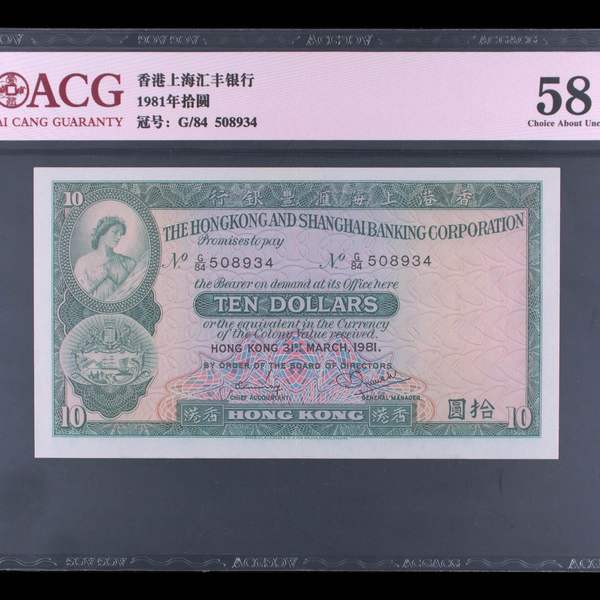 ACG
AI CANG GUARANTY
香港上海汇丰银行
1981年拾圆
冠号: G/84 508934
58
Choice About Unc
10
行銀豐滙海上港香
THE HONGKONG AND SHANGHAI BANKING CORPORATION
Promises to pay
No G/84 508934 No G/84 508934
the Bearer on demand at its Office here
TEN DOLLARS
or the equivalent in the Currency
of the Colony value received.
HONG KONG 31ST MARCH, 1981.
BY ORDER OF THE BOARD OF DIRECTORS
CHIEF ACCOUNTANT GENERAL MANAGER
10 港香 HONG KONG 港香 圓拾 10